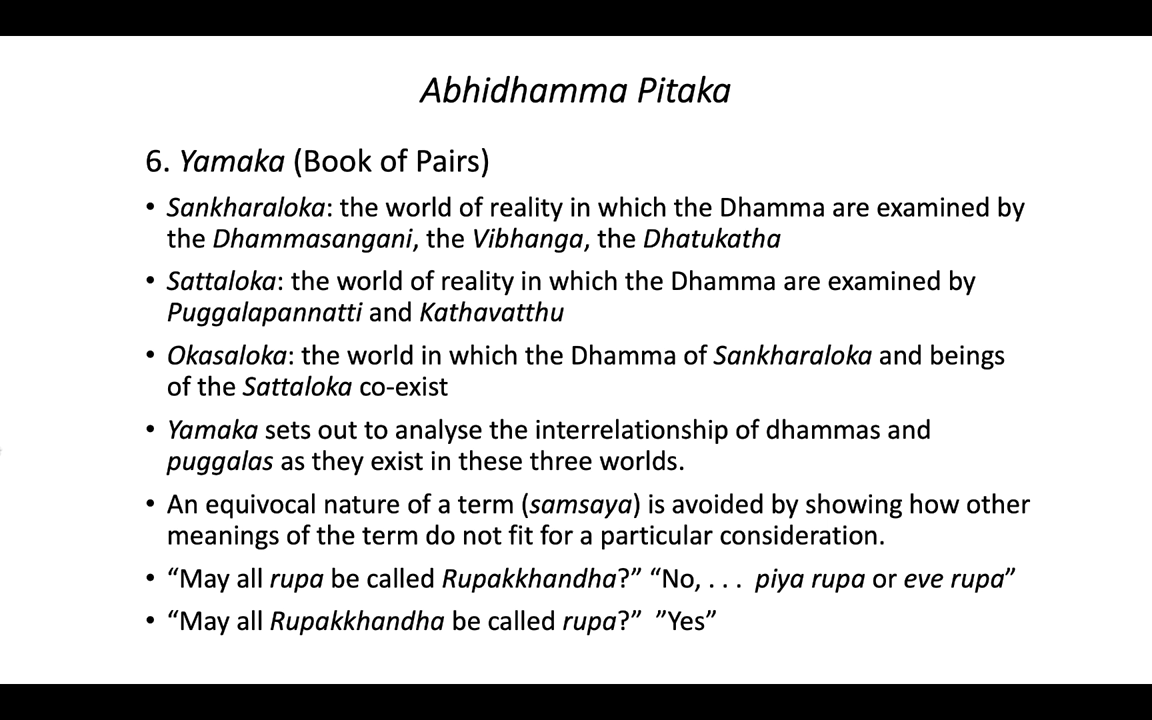 Abhidhamma Pitaka
6. Yamaka (Book of Pairs)
• Sankharaloka: the world of reality in which the Dhamma are examined by
the Dhammasangani, the Vibhanga, the Dhatukatha
• Sattaloka: the world of reality in which the Dhamma are examined by
Puggalapannatti and Kathavatthu
• Okasaloka: the world in which the Dhamma of Sankharaloka and beings
of the Sattaloka co-exist
• Yamaka sets out to analyse the interrelationship of dhammas and
puggalas as they exist in these three worlds.
• An equivocal nature of a term (samsaya) is avoided by showing how other
meanings of the term do not fit for a particular consideration.
• “May all rupa be called Rupakkhandha?” “No, . . . piya rupa or eve rupa”
• “May all Rupakkhandha be called rupa?” ”Yes”